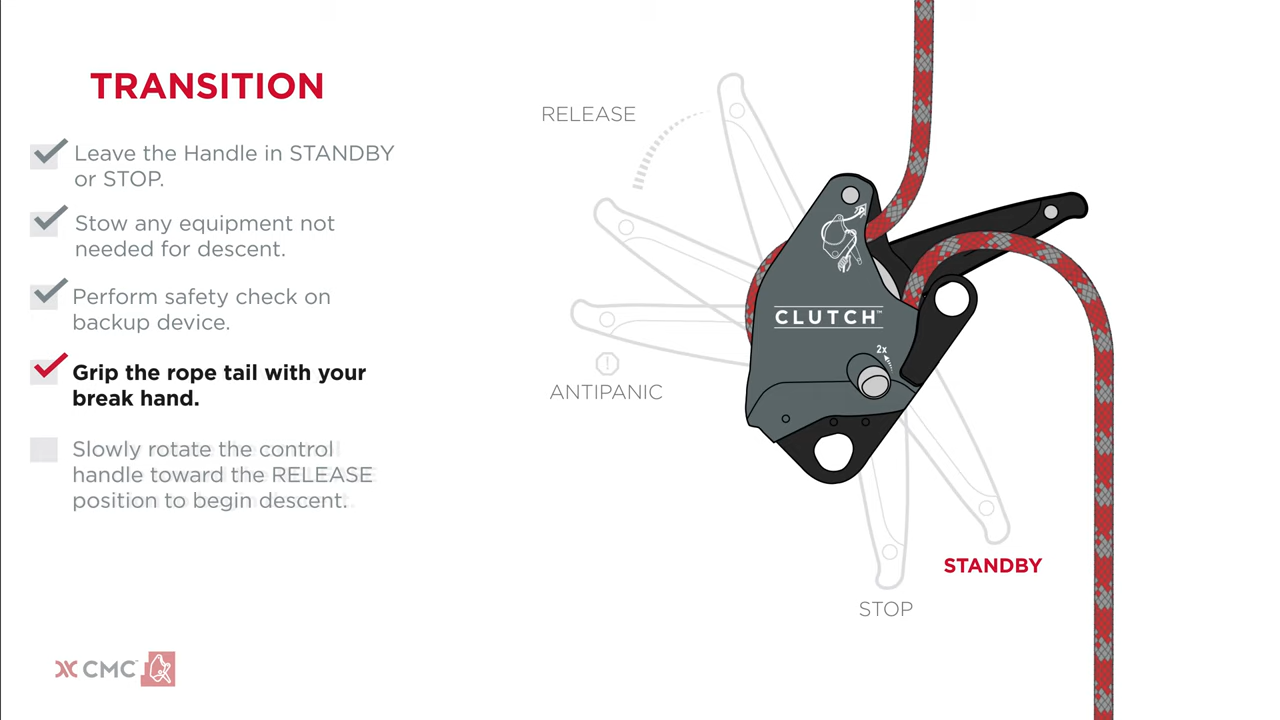 TRANSITION
Leave the Handle in STANDBY
or STOP.
Stow any equipment not
needed for descent.
Perform safety check on
backup device.
Grip the rope tail with your
break hand.
Slowly rotate the control
handle toward the RELEASE
position to begin descent.
RELEASE
CLUTCH™
2x
!
ANTIPANIC
STANDBY
STOP
CMC